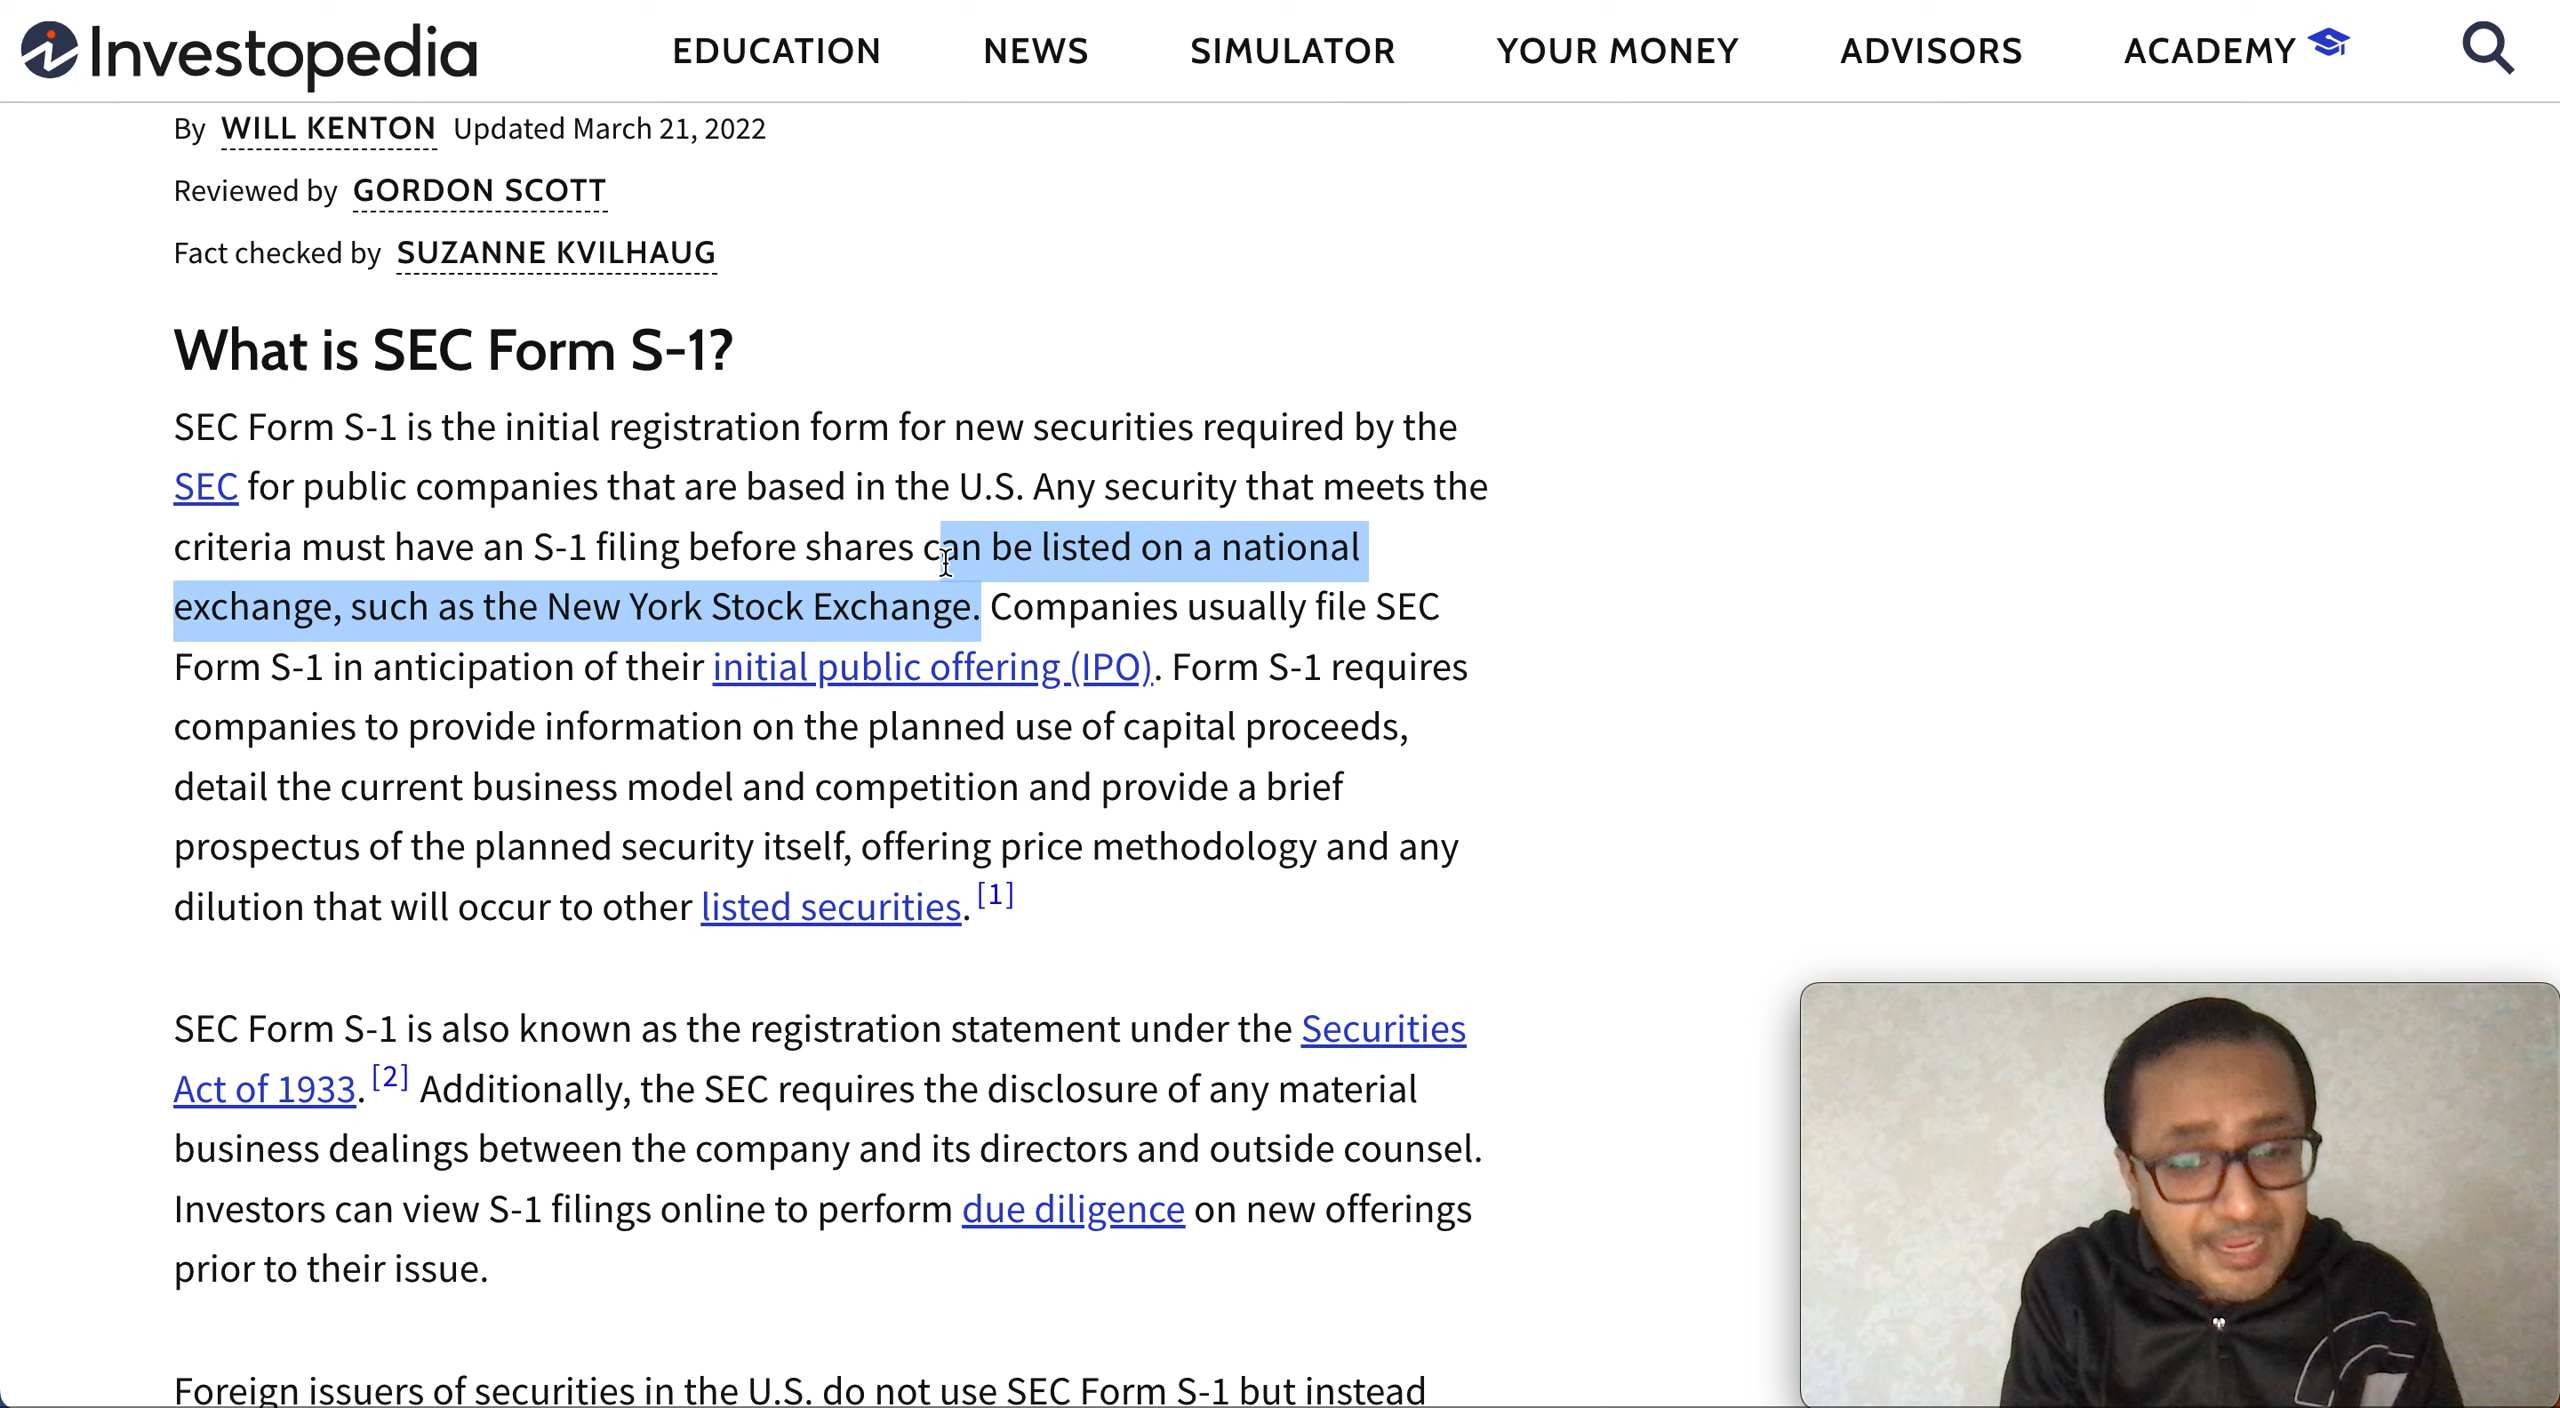 Investopedia
EDUCATION NEWS SIMULATOR YOUR MONEY ADVISORS ACADEMY
By WILL KENTON Updated March 21, 2022
Reviewed by GORDON SCOTT
Fact checked by SUZANNE KVILHAUG
What is SEC Form S-1?
SEC Form S-1 is the initial registration form for new securities required by the
SEC for public companies that are based in the U.S. Any security that meets the
criteria must have an S-1 filing before shares can be listed on a national
exchange, such as the New York Stock Exchange. Companies usually file SEC
Form S-1 in anticipation of their initial public offering (IPO). Form S-1 requires
companies to provide information on the planned use of capital proceeds,
detail the current business model and competition and provide a brief
prospectus of the planned security itself, offering price methodology and any
dilution that will occur to other listed securities. [1]
SEC Form S-1 is also known as the registration statement under the Securities
Act of 1933. [2] Additionally, the SEC requires the disclosure of any material
business dealings between the company and its directors and outside counsel.
Investors can view S-1 filings online to perform due diligence on new offerings
prior to their issue.
Foreign issuers of securities in the U.S. do not use SEC Form S-1 but instead